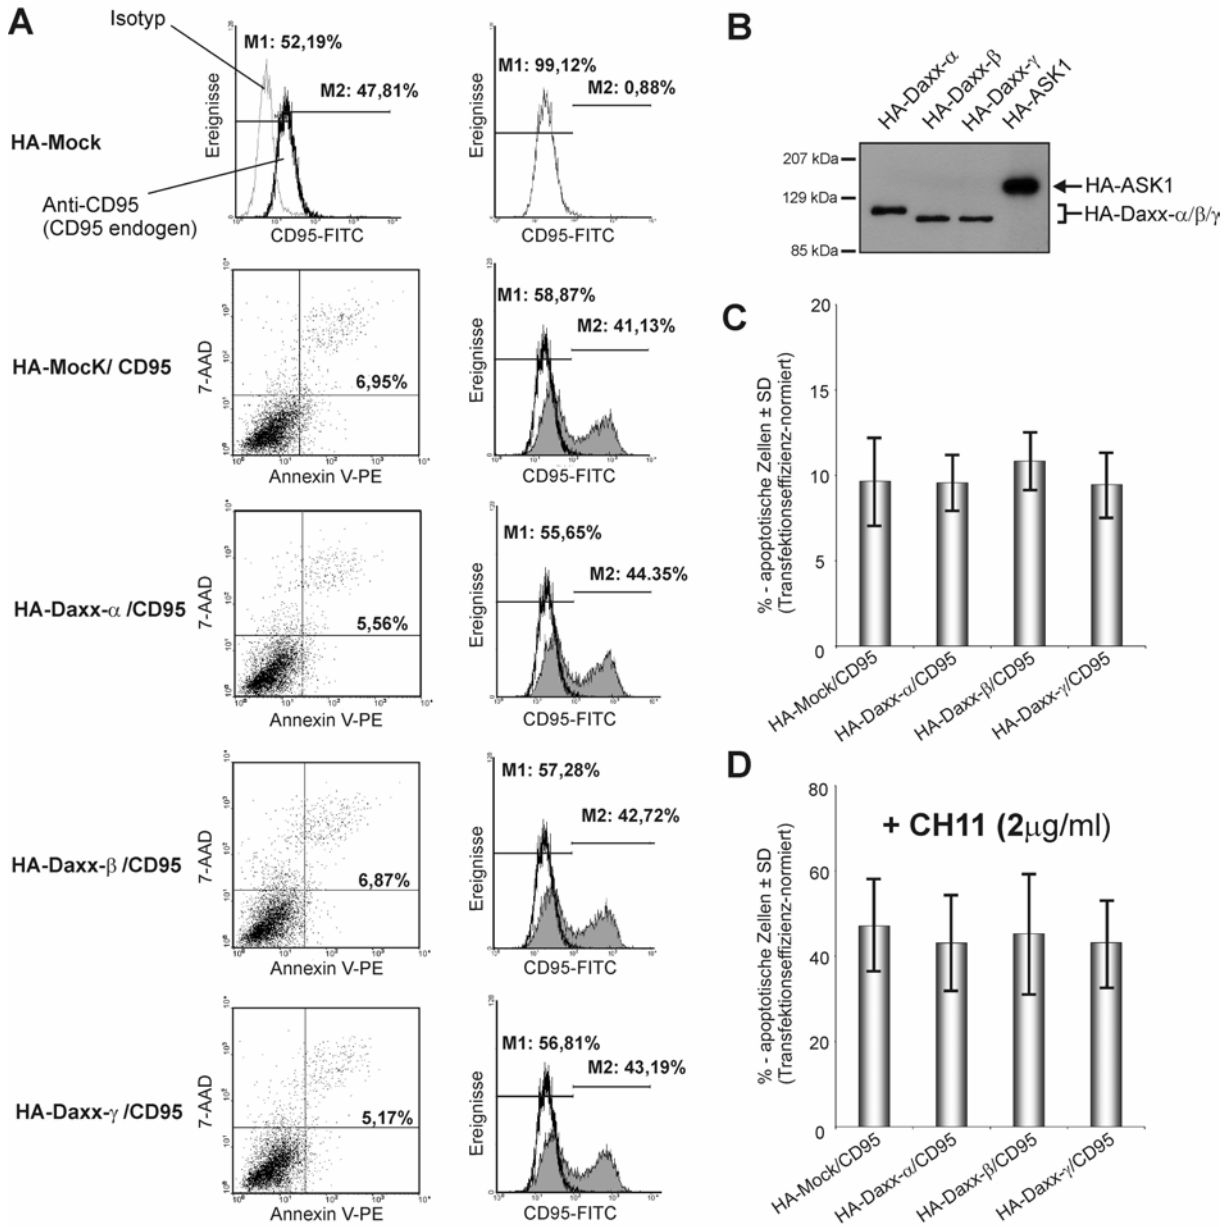 A
Isotyp
M1: 52,19%
M2: 47,81%
Ereignisse
HA-Mock
Anti-CD95
(CD95 endogen)
CD95-FITC
M1: 99,12%
M2: 0,88%
Ereignisse
CD95-FITC
HA-MocK/ CD95
7-AAD
6,95%
Annexin V-PE
M1: 58,87%
M2: 41,13%
Ereignisse
CD95-FITC
HA-Daxx-α /CD95
7-AAD
5,56%
Annexin V-PE
M1: 55,65%
M2: 44.35%
Ereignisse
CD95-FITC
HA-Daxx-β /CD95
7-AAD
6,87%
Annexin V-PE
M1: 57,28%
M2: 42,72%
Ereignisse
CD95-FITC
HA-Daxx-γ /CD95
7-AAD
5,17%
Annexin V-PE
M1: 56,81%
M2: 43,19%
Ereignisse
CD95-FITC
B
HA-Daxx-α
HA-Daxx-β
HA-Daxx-γ
HA-ASK1
207 kDa
129 kDa
85 kDa
HA-ASK1
HA-Daxx-α/β/γ
C
% - apoptotische Zellen ± SD
(Transfektionseffizienz-normiert)
20
15
10
5
0
HA-Mock/CD95
HA-Daxx-α/CD95
HA-Daxx-β/CD95
HA-Daxx-γ/CD95
D
+ CH11 (2µg/ml)
% - apoptotische Zellen ± SD
(Transfektionseffizienz-normiert)
80
60
40
20
0
HA-Mock/CD95
HA-Daxx-α/CD95
HA-Daxx-β/CD95
HA-Daxx-γ/CD95